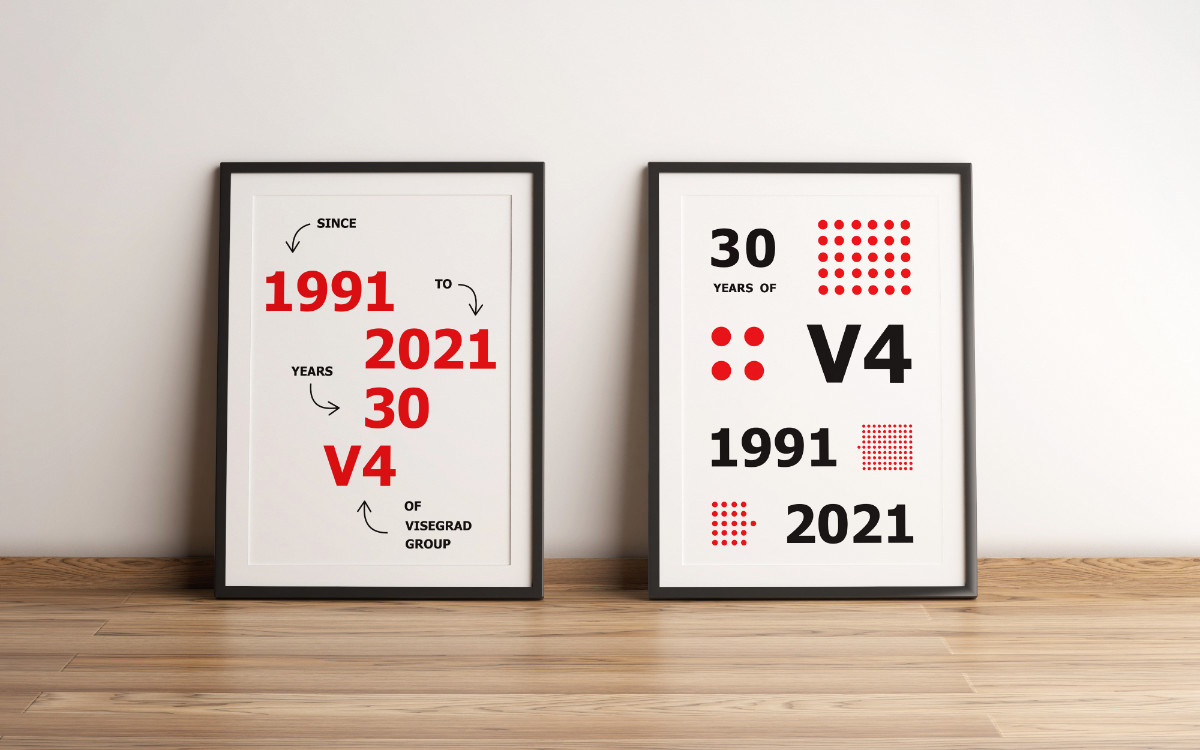 SINCE
1991
TO
2021
YEARS
30
V4
OF
VISEGRAD
GROUP
30
YEARS OF
V4
1991
2021